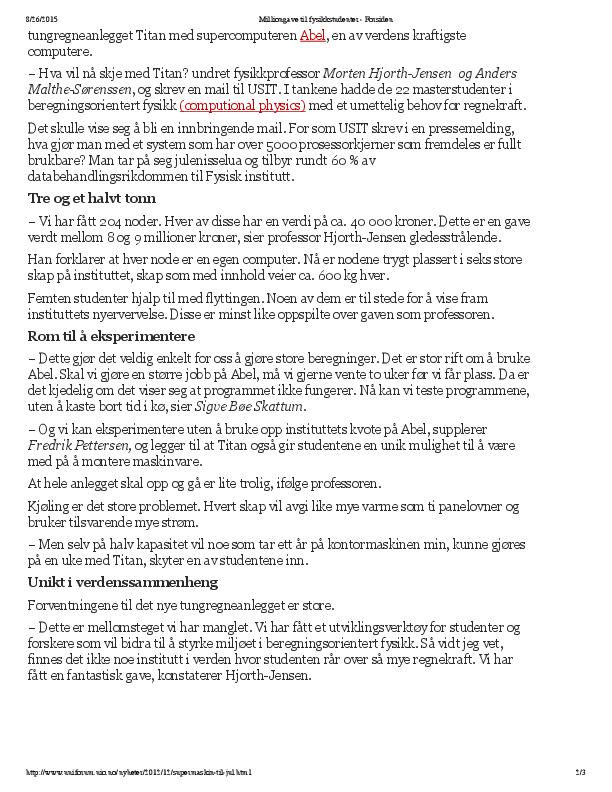 8/26/2015 Milliongave til fysikkstudenter - Forsiden
tungregneanlegget Titan med supercomputeren Abel, en av verdens kraftigste
computere.
– Hva vil nå skje med Titan? undret fysikkprofessor Morten Hjorth-Jensen og Anders
Malthe-Sørenssen, og skrev en mail til USIT. I tankene hadde de 22 masterstudenter i
beregningsorientert fysikk (computional physics) med et umettelig behov for regnekraft.
Det skulle vise seg å bli en innbringende mail. For som USIT skrev i en pressemelding,
hva gjør man med et system som har over 5000 prosessorkjerner som fremdeles er fullt
brukbare? Man tar på seg julenisselua og tilbyr rundt 60 % av
databehandlingsrikdommen til Fysisk institutt.
Tre og et halvt tonn
– Vi har fått 204 noder. Hver av disse har en verdi på ca. 40 000 kroner. Dette er en gave
verdt mellom 8 og 9 millioner kroner, sier professor Hjorth-Jensen gledesstrålende.
Han forklarer at hver node er en egen computer. Nå er nodene trygt plassert i seks store
skap på instituttet, skap som med innhold veier ca. 600 kg hver.
Femten studenter hjalp til med flyttingen. Noen av dem er til stede for å vise fram
instituttets nyervervelse. Disse er minst like oppspilte over gaven som professoren.
Rom til å eksperimentere
– Dette gjør det veldig enkelt for oss å gjøre store beregninger. Det er stor rift om å bruke
Abel. Skal vi gjøre en større jobb på Abel, må vi gjerne vente to uker før vi får plass. Da er
det kjedelig om det viser seg at programmet ikke fungerer. Nå kan vi teste programmene,
uten å kaste bort tid i kø, sier Sigve Bøe Skattum.
– Og vi kan eksperimentere uten å bruke opp instituttets kvote på Abel, supplerer
Fredrik Pettersen, og legger til at Titan også gir studentene en unik mulighet til å være
med på å montere maskinvare.
At hele anlegget skal opp og gå er lite trolig, ifølge professoren.
Kjøling er det store problemet. Hvert skap vil avgi like mye varme som ti panelovner og
bruker tilsvarende mye strøm.
– Men selv på halv kapasitet vil noe som tar ett år på kontormaskinen min, kunne gjøres
på en uke med Titan, skyter en av studentene inn.
Unikt i verdenssammenheng
Forventningene til det nye tungregneanlegget er store.
– Dette er mellomsteget vi har manglet. Vi har fått et utviklingsverktøy for studenter og
forskere som vil bidra til å styrke miljøet i beregningsorientert fysikk. Så vidt jeg vet,
finnes det ikke noe institutt i verden hvor studenten rår over så mye regnekraft. Vi har
fått en fantastisk gave, konstaterer Hjorth-Jensen.
http://www.uniforum.uio.no/nyheter/2012/12/supermaskin-til-jul.html 2/3